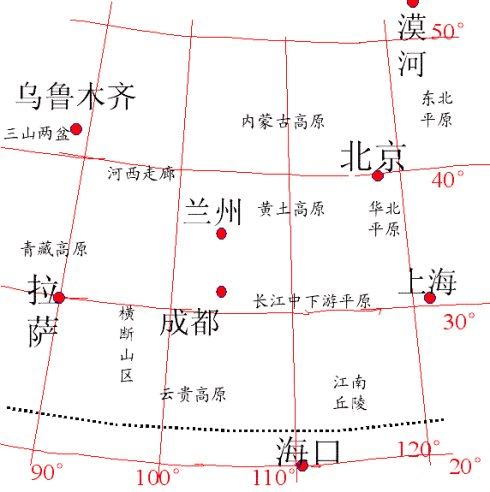 50°
漠
河
乌鲁木齐
东北
平原
内蒙古高原
三山两盆
北京
河西走廊
40°
兰州
黄土高原
华北
平原
青藏高原
拉
萨
上海
长江中下游平原
横
断
山
区
成都
30°
云贵高原
江南
丘陵
海口
120°
20°
90°
100°
110°